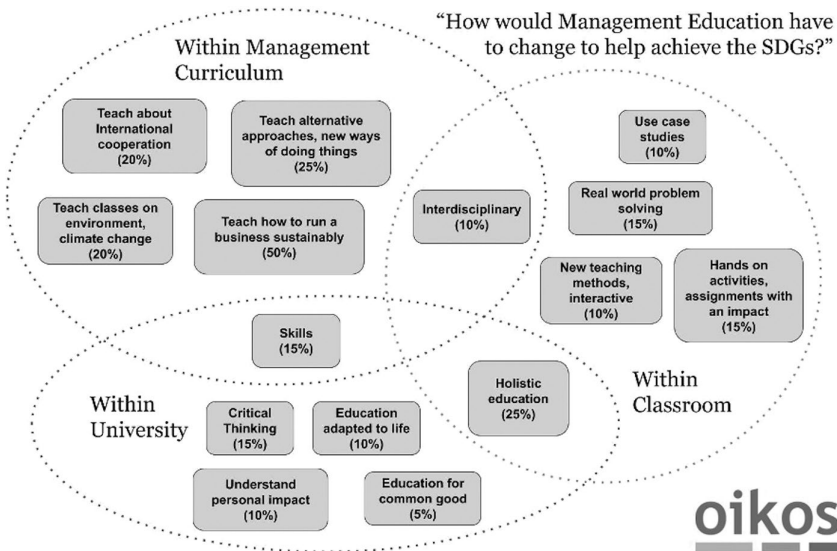 “How would Management Education have
to change to help achieve the SDGs?”
Within Management
Curriculum
Teach about
International
cooperation
(20%)
Teach alternative
approaches, new ways
of doing things
(25%)
Teach classes on
environment,
climate change
(20%)
Teach how to run a
business sustainably
(50%)
Interdisciplinary
(10%)
Use case
studies
(10%)
Real world problem
solving
(15%)
New teaching
methods,
interactive
(10%)
Hands on
activities,
assignments with
an impact
(15%)
Within
Classroom
Skills
(15%)
Holistic
education
(25%)
Within
University
Critical
Thinking
(15%)
Education
adapted to life
(10%)
Understand
personal impact
(10%)
Education for
common good
(5%)
oikos